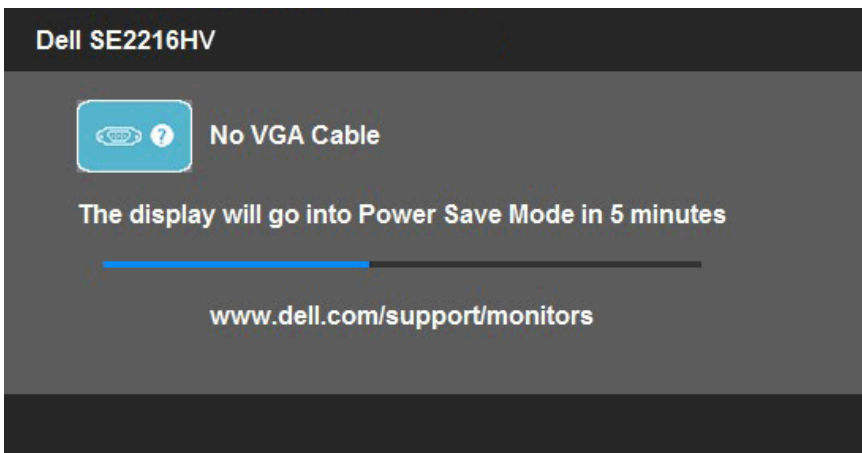 Dell SE2216HV
No VGA Cable
The display will go into Power Save Mode in 5 minutes
www.dell.com/support/monitors